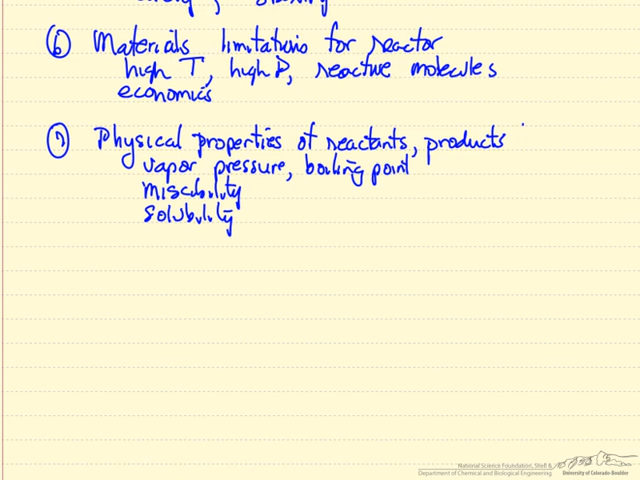 ⑥ Materials limitations for reactor
high T, high P, reactive molecules
economics
⑦ Physical properties of reactants, products
vapor pressure, boiling point
miscibility
solubility
National Science Foundation, Shell &
Department of Chemical and Biological Engineering
University of Colorado-Boulder